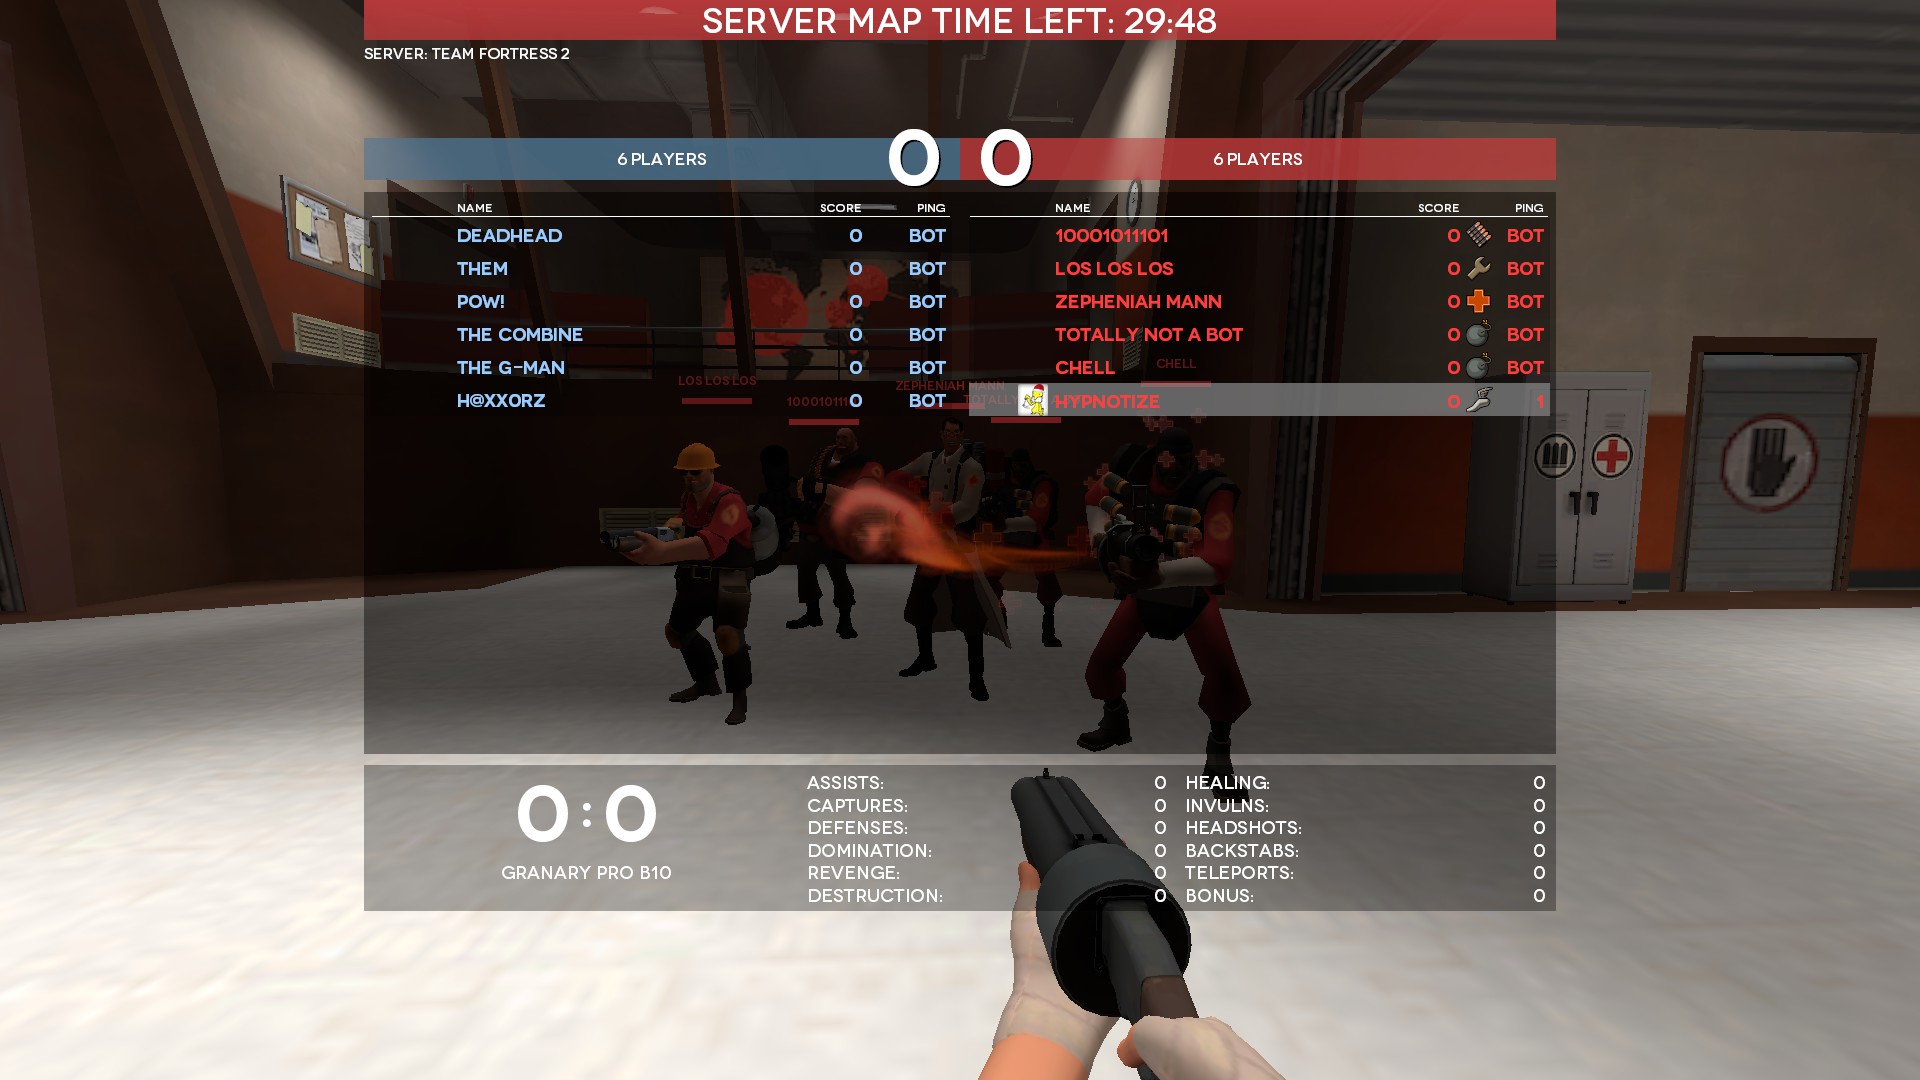 SERVER MAP TIME LEFT: 29:48
SERVER: TEAM FORTRESS 2
6 PLAYERS 0 0 6 PLAYERS
NAME SCORE PING NAME SCORE PING
DEADHEAD 0 BOT 10001011101 0 BOT
THEM 0 BOT LOS LOS LOS 0 BOT
POW! 0 BOT ZEPHENIAH MANN 0 BOT
THE COMBINE 0 BOT TOTALLY NOT A BOT 0 BOT
THE G-MAN 0 BOT CHELL 0 BOT
H@XX0RZ 0 BOT HYPNOTIZE 0 1
CHELL
LOS LOS LOS
ZEPHENIAH MANN
100010111
TOTALLY
0 : 0
GRANARY PRO B10
ASSISTS: 0 HEALING: 0
CAPTURES: 0 INVULNS: 0
DEFENSES: 0 HEADSHOTS: 0
DOMINATION: 0 BACKSTABS: 0
REVENGE: 0 TELEPORTS: 0
DESTRUCTION: 0 BONUS: 0